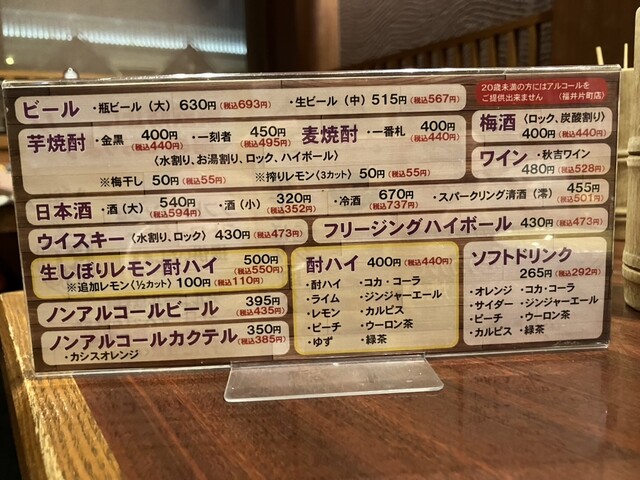 ビール ・瓶ビール（大）630円（税込693円） ・生ビール（中）515円（税込567円）
20歳未満の方にはアルコールを
ご提供出来ません （福井片町店）
芋焼酎 ・金黒 400円（税込440円） ・一刻者 450円（税込495円） 麦焼酎 ・一番札 400円（税込440円）
〈水割り、お湯割り、ロック、ハイボール〉
※梅干し 50円（税込55円） ※搾りレモン〈3カット〉 50円（税込55円）
梅酒〈ロック、炭酸割り〉
400円（税込440円）
ワイン ・秋吉ワイン
480円（税込528円）
日本酒 ・酒（大）540円（税込594円） ・酒（小）320円（税込352円） ・冷酒 670円（税込737円） ・スパークリング清酒（澪）455円（税込501円）
ウイスキー〈水割り、ロック〉430円（税込473円）
フリージングハイボール 430円（税込473円）
生しぼりレモン酎ハイ 500円（税込550円）
※追加レモン〈½カット〉100円（税込110円）
ノンアルコールビール 395円（税込435円）
ノンアルコールカクテル 350円（税込385円）
・カシスオレンジ
酎ハイ 400円（税込440円）
・酎ハイ ・コカ・コーラ
・ライム ・ジンジャーエール
・レモン ・カルピス
・ピーチ ・ウーロン茶
・ゆず ・緑茶
ソフトドリンク
265円（税込292円）
・オレンジ ・コカ・コーラ
・サイダー ・ジンジャーエール
・ピーチ ・ウーロン茶
・カルピス ・緑茶